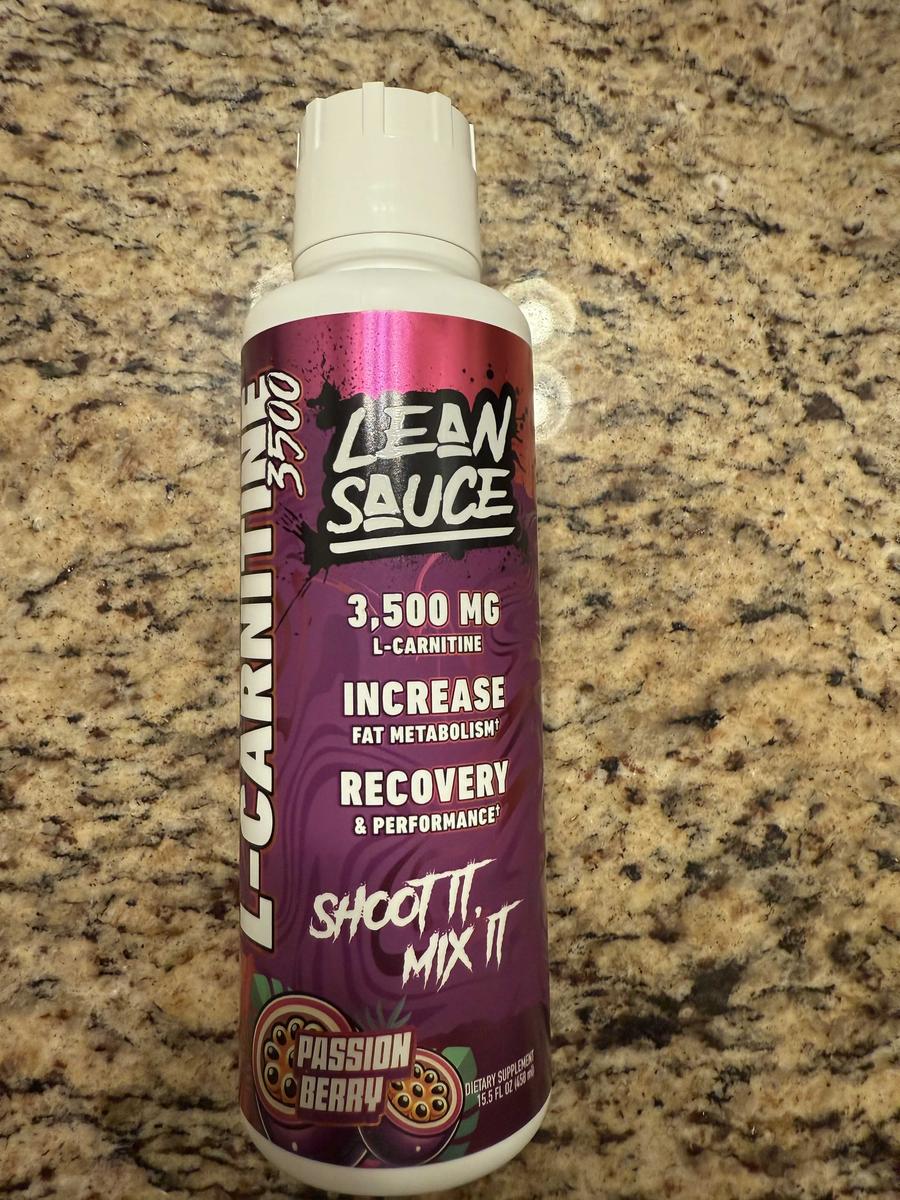 L-CARNITINE
3500
LEAN
SAUCE
3,500 MG
L-CARNITINE
INCREASE
FAT METABOLISM†
RECOVERY
& PERFORMANCE†
SHOOT IT,
MIX IT
PASSION
BERRY
DIETARY SUPPLEMENT
15.5 FL OZ (458 ml)